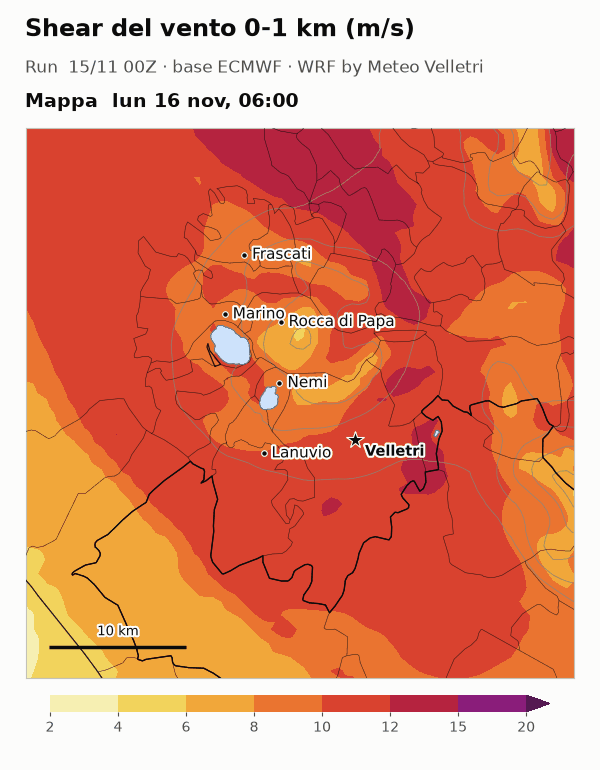 Shear del vento 0-1 km (m/s)
Run  15/11 00Z · base ECMWF · WRF by Meteo Velletri
Mappa  lun 16 nov, 06:00
Frascati
Marino
Rocca di Papa
Nemi
Velletri
Lanuvio
10 km
2 4 6 8 10 12 15 20